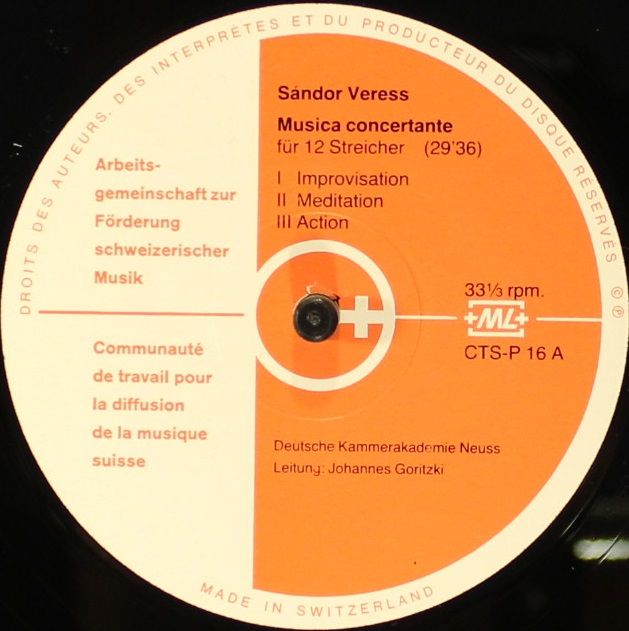 DROITS DES AUTEURS, DES INTERPRÈTES ET DU PRODUCTEUR DU DISQUE RÉSERVÉS © ℗
Arbeits-
gemeinschaft zur
Förderung
schweizerischer
Musik
Communauté
de travail pour
la diffusion
de la musique
suisse
Sándor Veress
Musica concertante
für 12 Streicher (29'36)
I Improvisation
II Meditation
III Action
33⅓ rpm.
+ML+
CTS-P 16 A
Deutsche Kammerakademie Neuss
Leitung: Johannes Goritzki
MADE IN SWITZERLAND